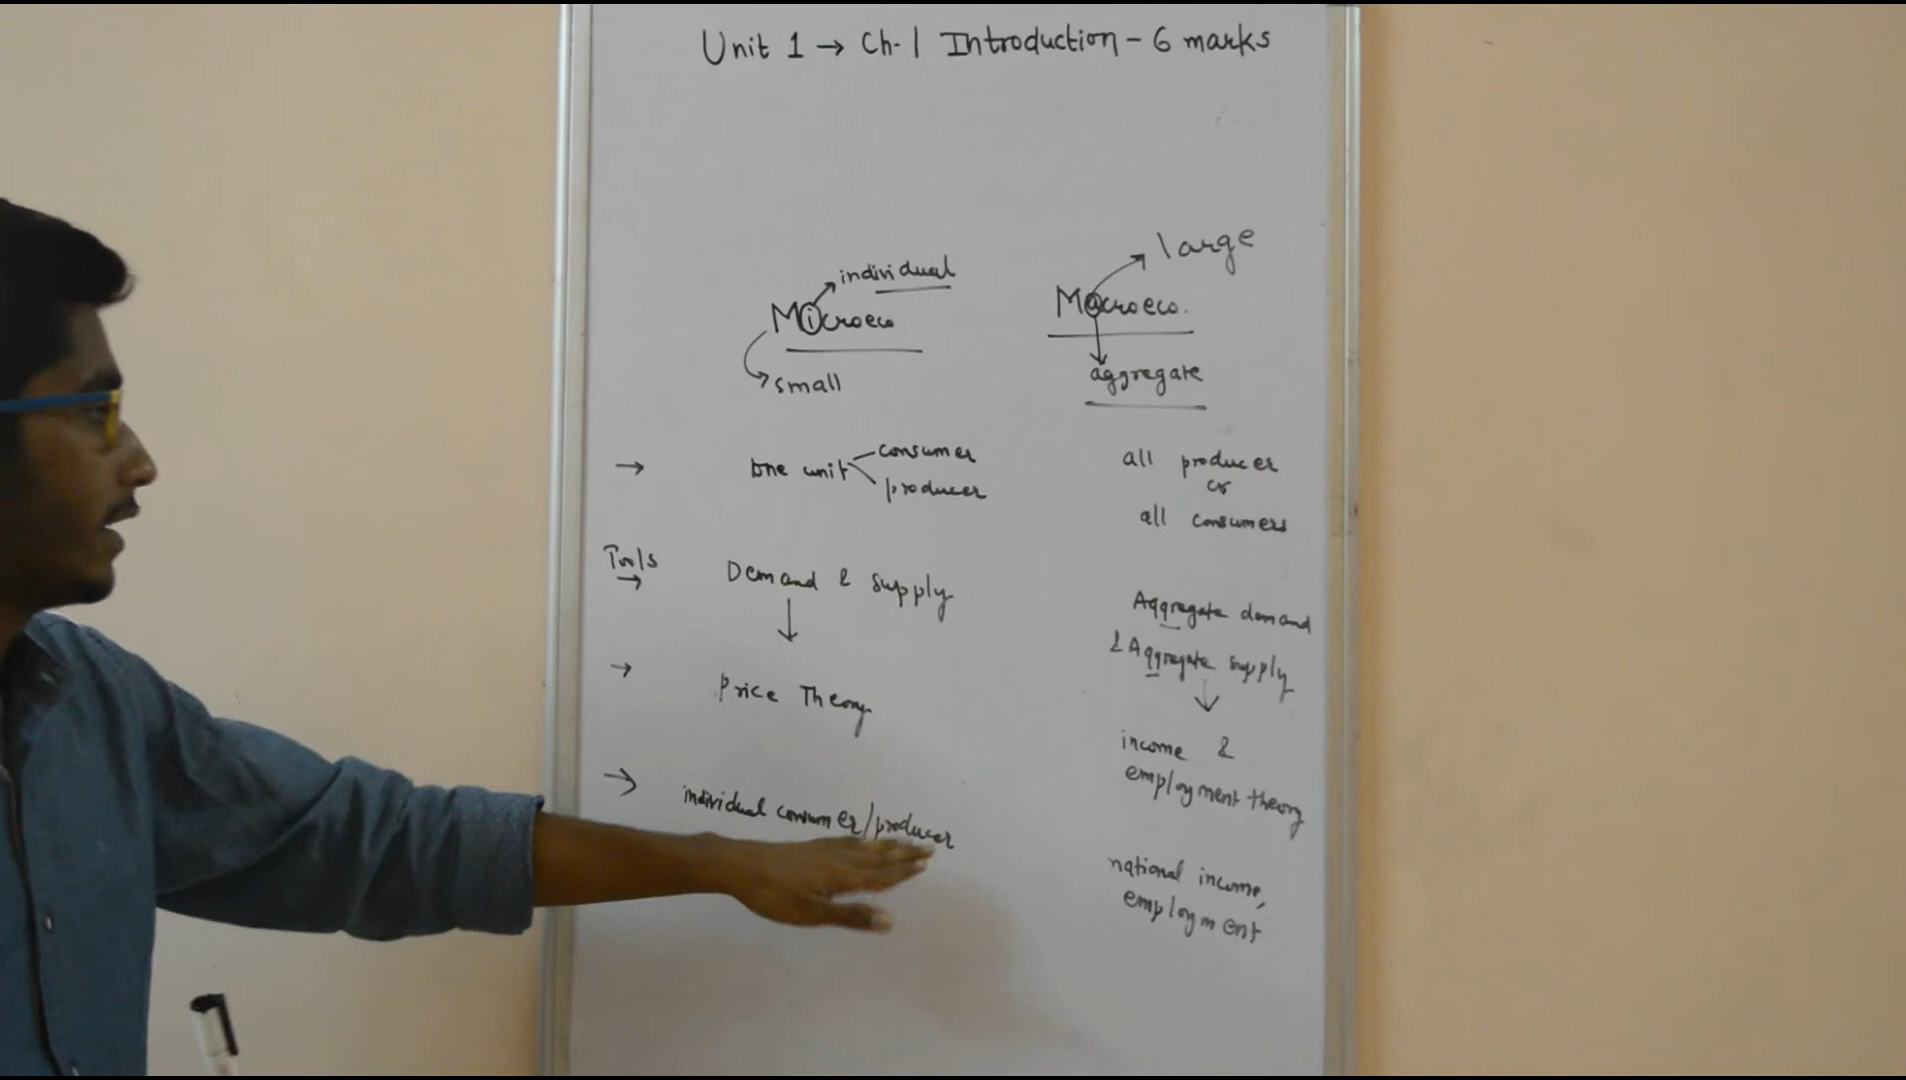 Unit 1 → Ch-1 Introduction - 6 marks
individual
Microeco
small
large
Macroeco.
aggregate
→ one unit consumer
producer
all producer
or
all consumers
Tools
→ Demand & supply
Aggregate demand
& Aggregate supply
→ Price Theory
income &
employment theory
→ individual consumer/producer
national income,
employment